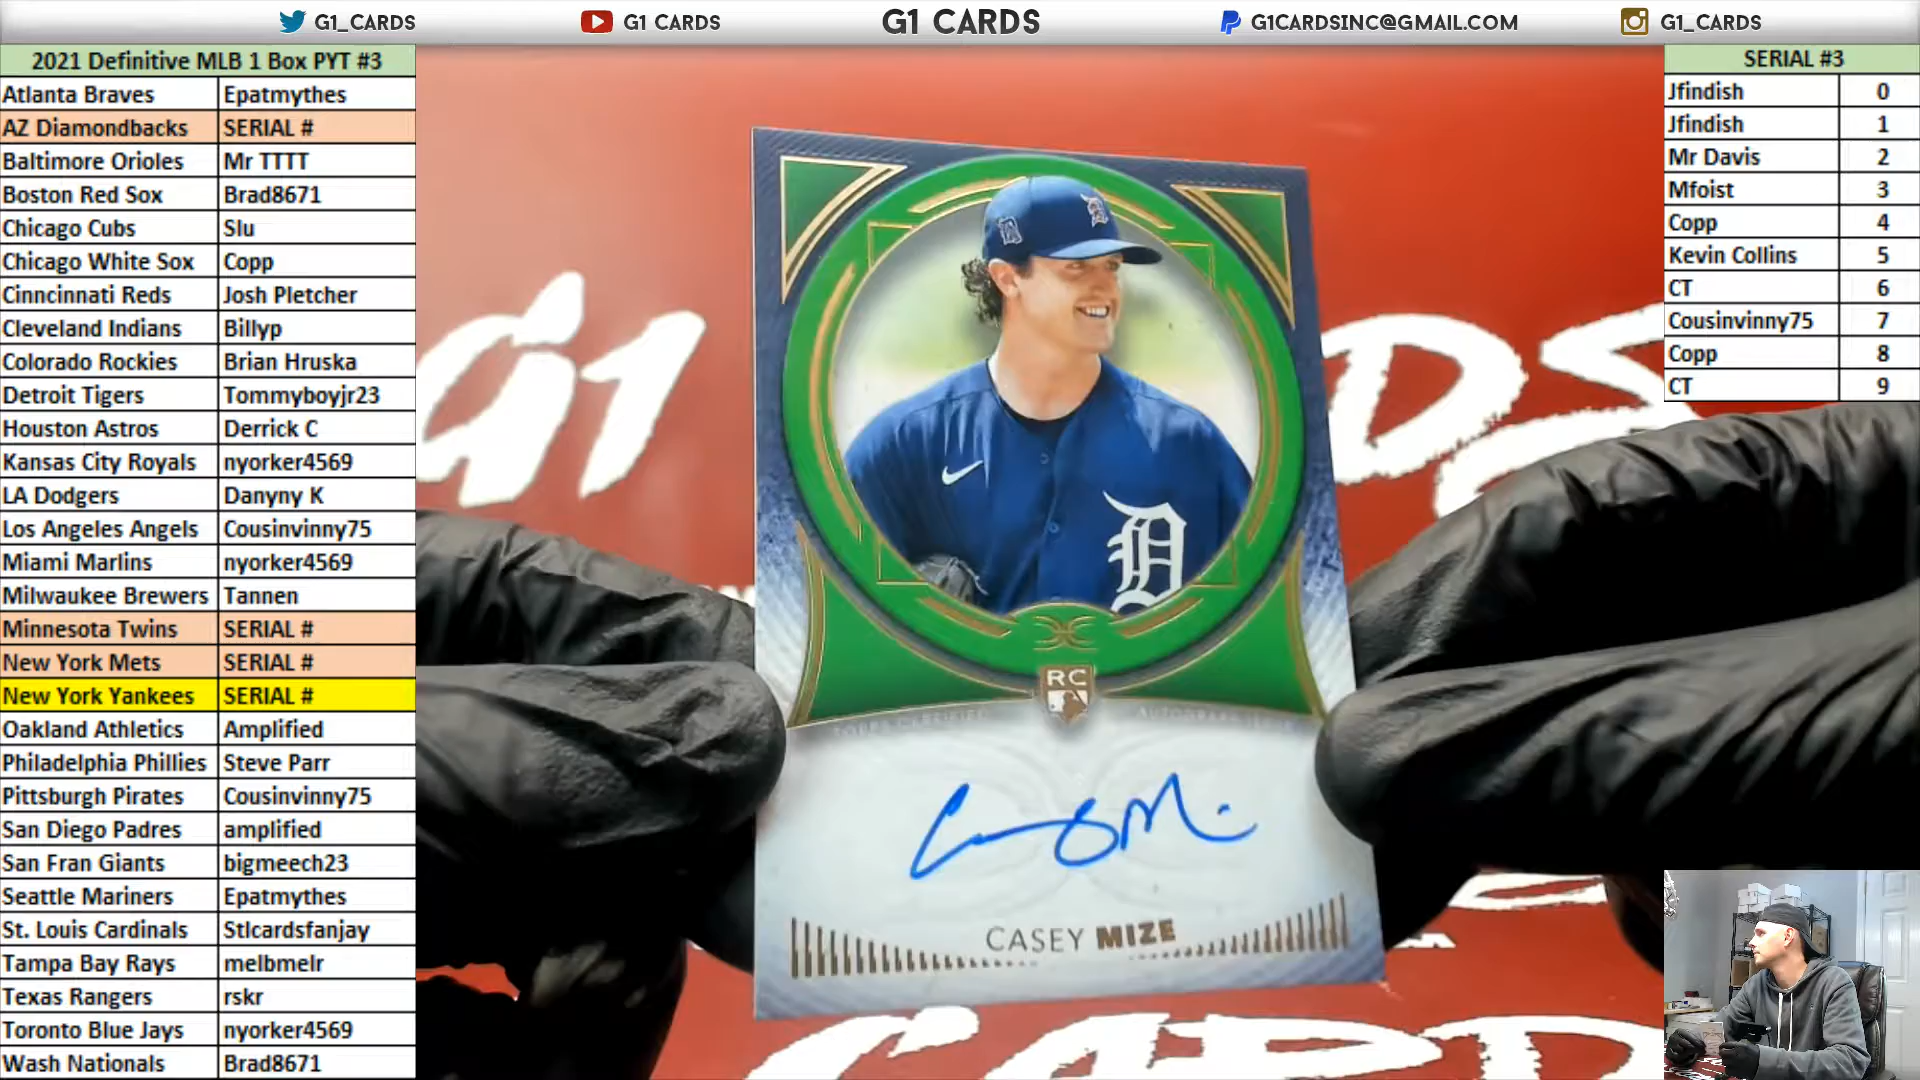 G1_CARDS G1 CARDS G1 CARDS G1CARDSINC@GMAIL.COM G1_CARDS
2021 Definitive MLB 1 Box PYT #3
Atlanta Braves Epatmythes
AZ Diamondbacks SERIAL #
Baltimore Orioles Mr TTTT
Boston Red Sox Brad8671
Chicago Cubs Slu
Chicago White Sox Copp
Cinncinnati Reds Josh Pletcher
Cleveland Indians Billyp
Colorado Rockies Brian Hruska
Detroit Tigers Tommyboyjr23
Houston Astros Derrick C
Kansas City Royals nyorker4569
LA Dodgers Danyny K
Los Angeles Angels Cousinvinny75
Miami Marlins nyorker4569
Milwaukee Brewers Tannen
Minnesota Twins SERIAL #
New York Mets SERIAL #
New York Yankees SERIAL #
Oakland Athletics Amplified
Philadelphia Phillies Steve Parr
Pittsburgh Pirates Cousinvinny75
San Diego Padres amplified
San Fran Giants bigmeech23
Seattle Mariners Epatmythes
St. Louis Cardinals Stlcardsfanjay
Tampa Bay Rays melbmelr
Texas Rangers rskr
Toronto Blue Jays nyorker4569
Wash Nationals Brad8671
SERIAL #3
Jfindish 0
Jfindish 1
Mr Davis 2
Mfoist 3
Copp 4
Kevin Collins 5
CT 6
Cousinvinny75 7
Copp 8
CT 9
G1
D
D
RC
CASEY MIZE